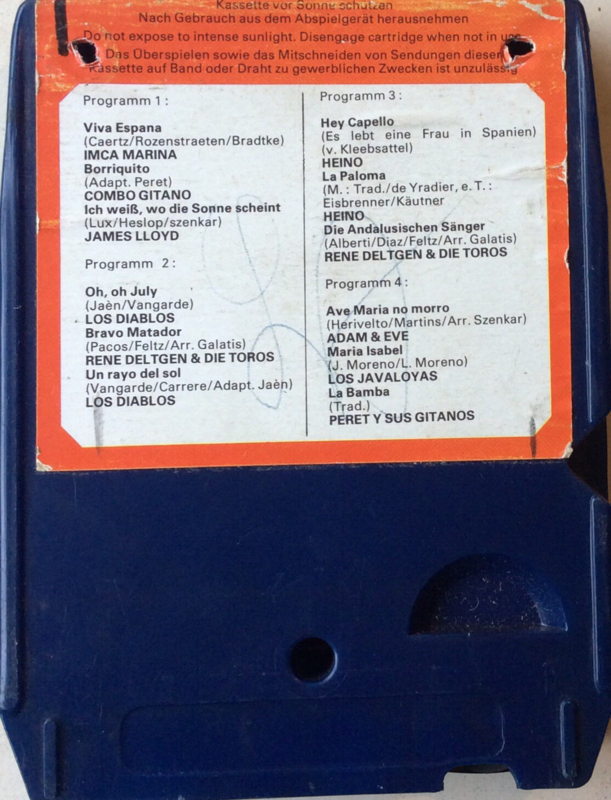 Kassette vor Sonne schützen
Nach Gebrauch aus dem Abspielgerät herausnehmen
Do not expose to intense sunlight. Disengage cartridge when not in use
Das Überspielen sowie das Mitschneiden von Sendungen dieser
Kassette auf Band oder Draht zu gewerblichen Zwecken ist unzulässig
Programm 1 :
Viva Espana
(Caertz/Rozenstraeten/Bradtke)
IMCA MARINA
Borriquito
(Adapt. Peret)
COMBO GITANO
Ich weiß, wo die Sonne scheint
(Lux/Heslop/szenkar)
JAMES LLOYD
Programm 2 :
Oh, oh July
(Jaèn/Vangarde)
LOS DIABLOS
Bravo Matador
(Pacos/Feltz/Arr. Galatis)
RENE DELTGEN & DIE TOROS
Un rayo del sol
(Vangarde/Carrere/Adapt. Jaèn)
LOS DIABLOS
Programm 3 :
Hey Capello
(Es lebt eine Frau in Spanien)
(v. Kleebsattel)
HEINO
La Paloma
(M. : Trad./de Yradier, e. T. :
Eisbrenner/Käutner
HEINO
Die Andalusischen Sänger
(Alberti/Diaz/Feltz/Arr. Galatis)
RENE DELTGEN & DIE TOROS
Programm 4 :
Ave Maria no morro
(Herivelto/Martins/Arr. Szenkar)
ADAM & EVE
Maria Isabel
(J. Moreno/L. Moreno)
LOS JAVALOYAS
La Bamba
(Trad.)
PERET Y SUS GITANOS